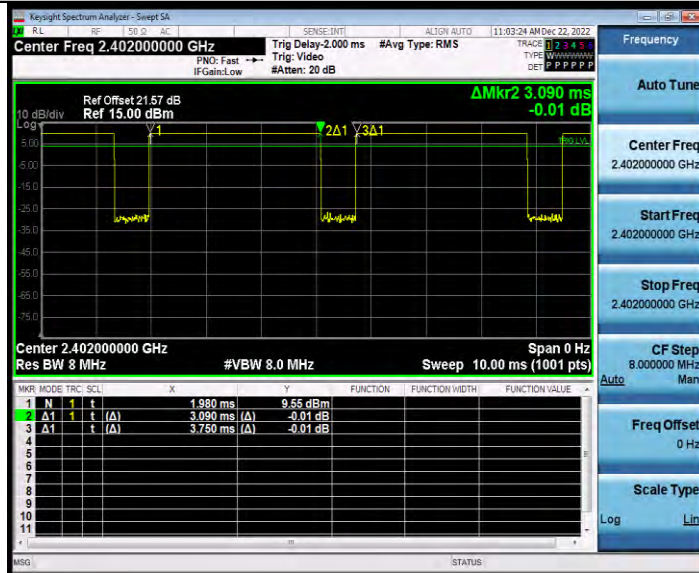 Keysight Spectrum Analyzer - Swept SA
RL RF 50 Ω AC SENSE:INT ALIGN AUTO 11:03:24 AM Dec 22, 2022
Center Freq 2.402000000 GHz
PNO: Fast
IFGain:Low
Trig Delay-2.000 ms
Trig: Video
#Atten: 20 dB
#Avg Type: RMS
TRACE 1 2 3 4 5 6
TYPE WWWWWW
DET P P P P P P
ΔMkr2 3.090 ms
-0.01 dB
Ref Offset 21.57 dB
10 dB/div Ref 15.00 dBm
Log
1 2Δ1 3Δ1
TRIG LVL
5.00
-5.00
-15.0
-25.0
-35.0
-45.0
-55.0
-65.0
-75.0
Center 2.402000000 GHz Span 0 Hz
Res BW 8 MHz #VBW 8.0 MHz Sweep 10.00 ms (1001 pts)
MKR MODE TRC SCL X Y FUNCTION FUNCTION WIDTH FUNCTION VALUE
1 N 1 t 1.980 ms 9.55 dBm
2 Δ1 1 t (Δ) 3.090 ms (Δ) -0.01 dB
3 Δ1 t (Δ) 3.750 ms (Δ) -0.01 dB
4
5
6
7
8
9
10
11
MSG STATUS
Frequency
Auto Tune
Center Freq
2.402000000 GHz
Start Freq
2.402000000 GHz
Stop Freq
2.402000000 GHz
CF Step
8.000000 MHz
Auto Man
Freq Offset
0 Hz
Scale Type
Log Lin